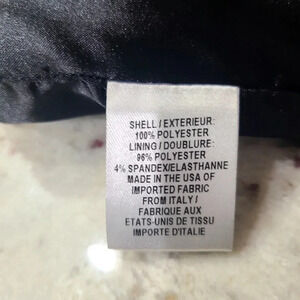 SHELL/EXTERIEUR:
100% POLYESTER
LINING/DOUBLURE:
96% POLYESTER
4% SPANDEX/ELASTHANNE
MADE IN THE USA OF
IMPORTED FABRIC
FROM ITALY/
FABRIQUE AUX
ETATS-UNIS DE TISSU
IMPORTE D'ITALIE